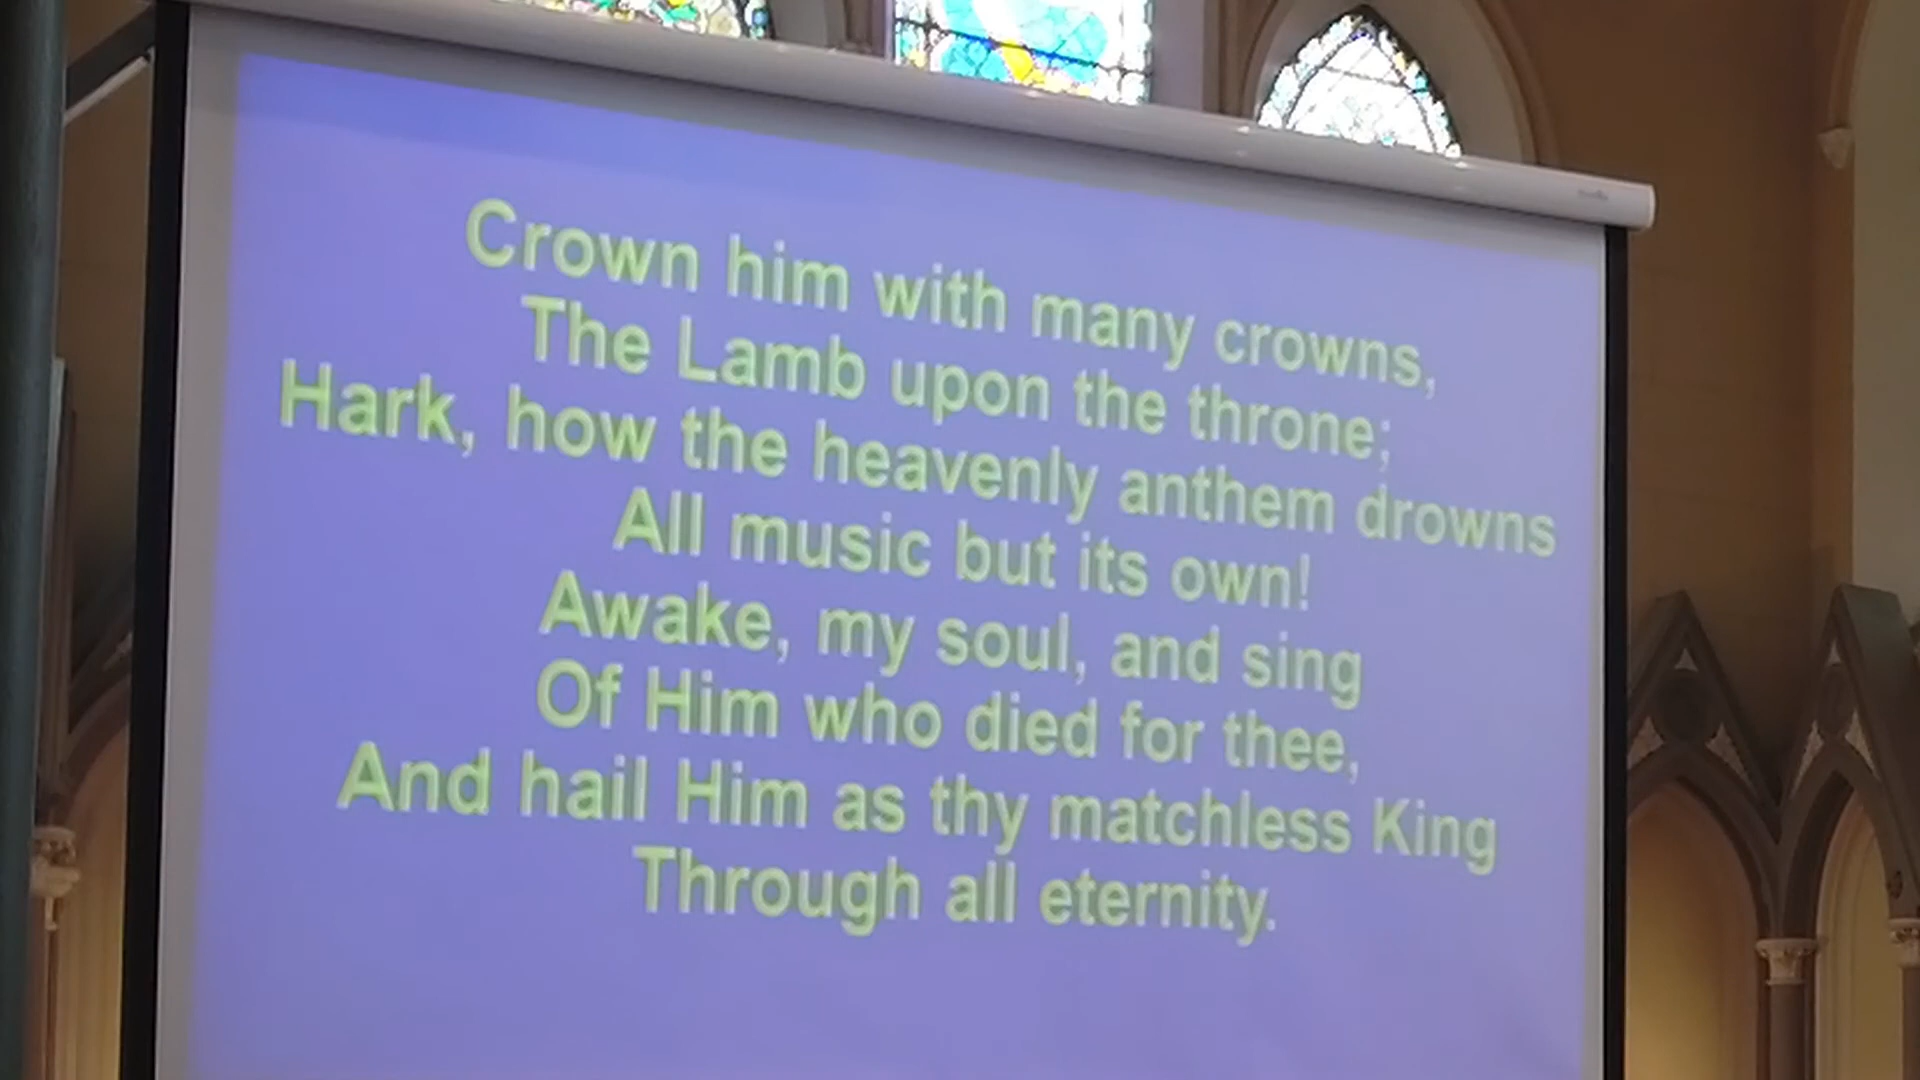 Crown him with many crowns,
The Lamb upon the throne;
Hark, how the heavenly anthem drowns
All music but its own!
Awake, my soul, and sing
Of Him who died for thee,
And hail Him as thy matchless King
Through all eternity.